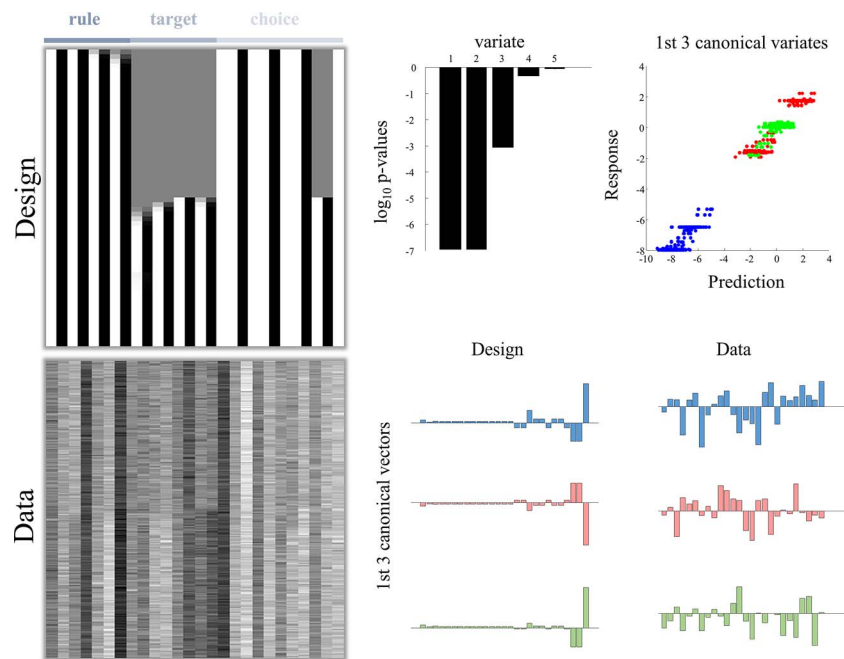 rule target choice
Design
Data
variate
1 2 3 4 5
0
-1
-2
-3
-4
-5
-6
-7
log10 p-values
1st 3 canonical variates
4
2
0
-2
-4
-6
-8
Response
-10 -8 -6 -4 -2 0 2 4
Prediction
Design Data
1st 3 canonical vectors